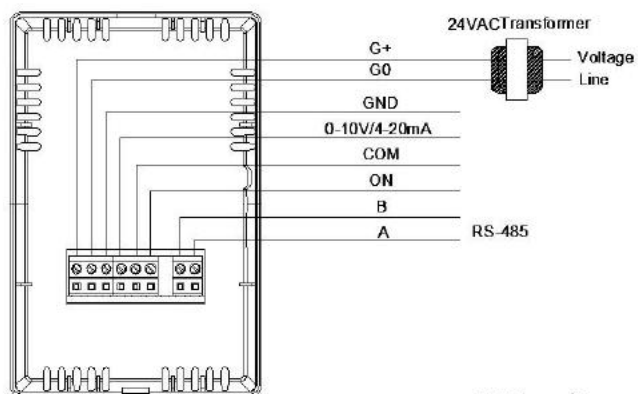 24VACTransformer
G+
Voltage
G0
Line
GND
0-10V/4-20mA
COM
ON
B
A
RS-485